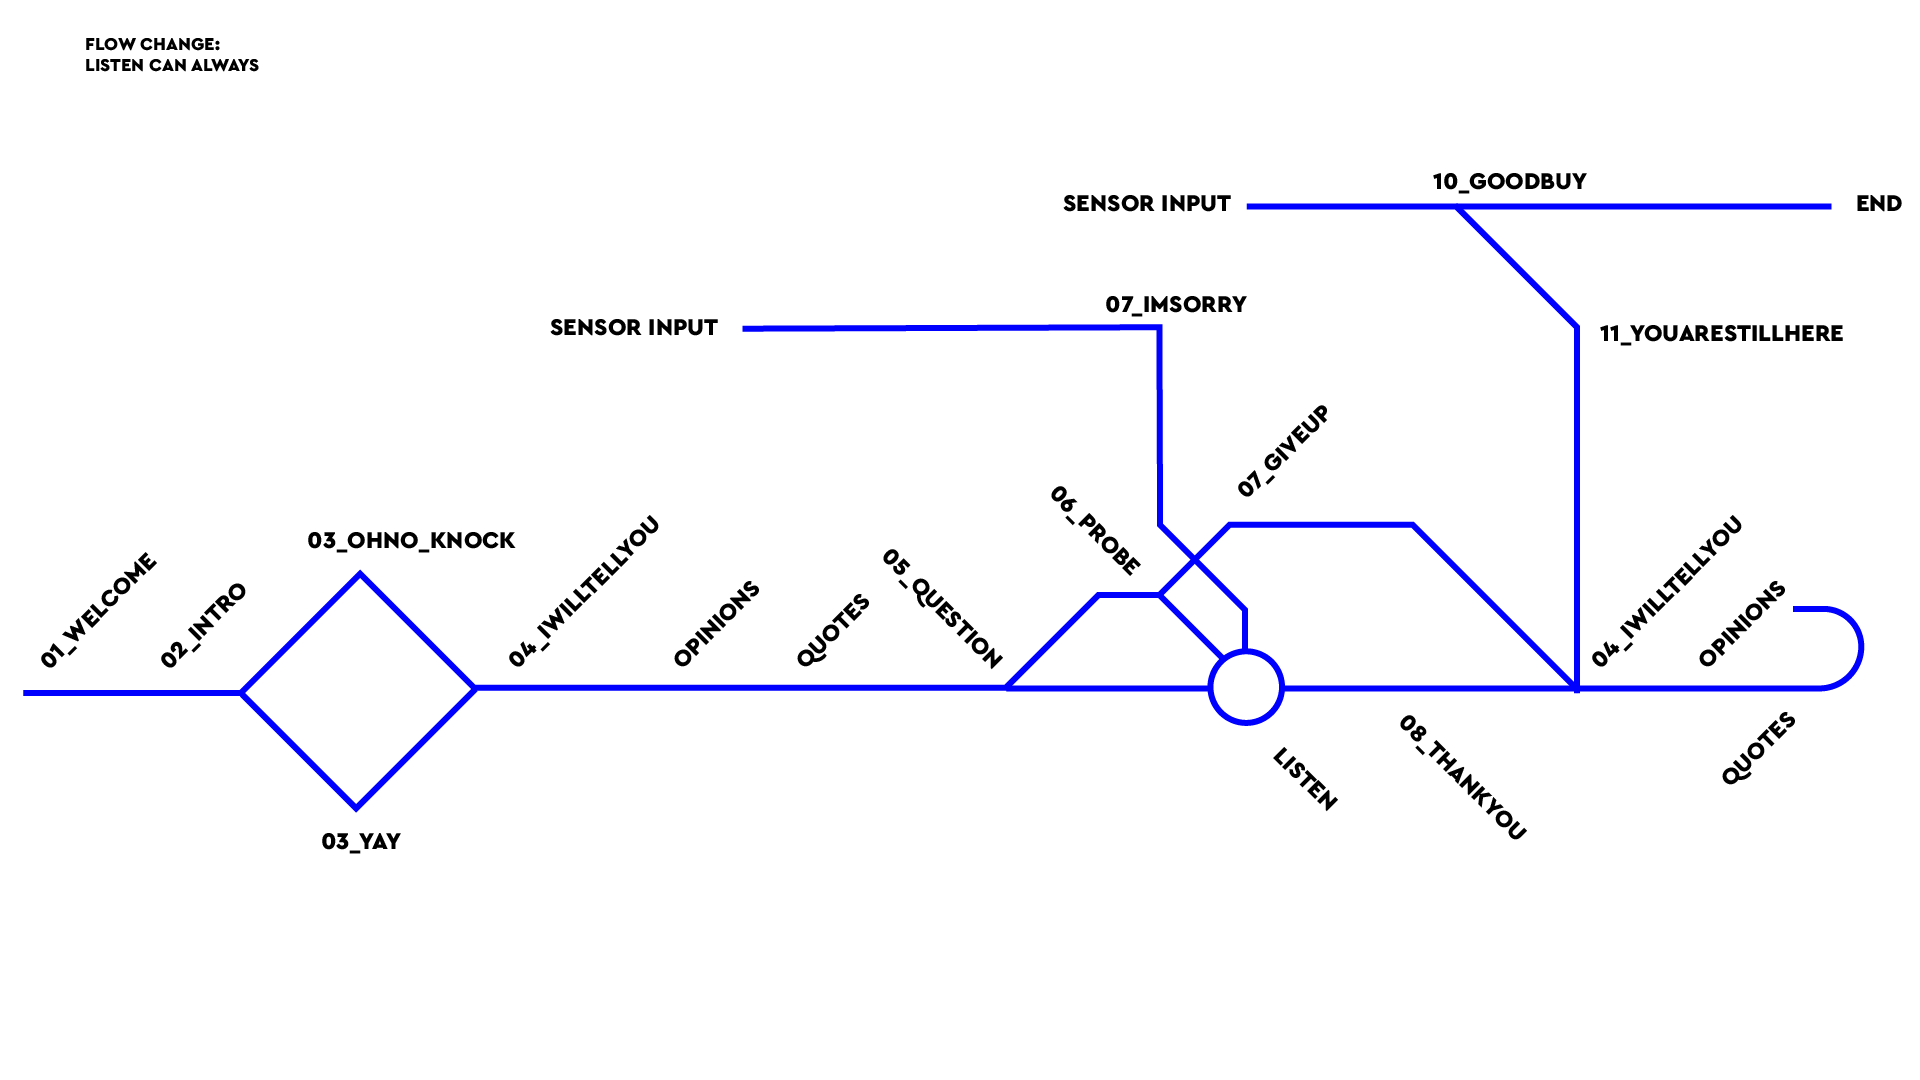 FLOW CHANGE:
LISTEN CAN ALWAYS
10_GOODBUY
SENSOR INPUT
END
07_IMSORRY
SENSOR INPUT
11_YOUARESTILLHERE
07_GIVEUP
06_PROBE
03_OHNO_KNOCK
01_WELCOME
02_INTRO
04_IWILLTELLYOU
OPINIONS
QUOTES
05_QUESTION
04_IWILLTELLYOU
OPINIONS
QUOTES
LISTEN
08_THANKYOU
03_YAY